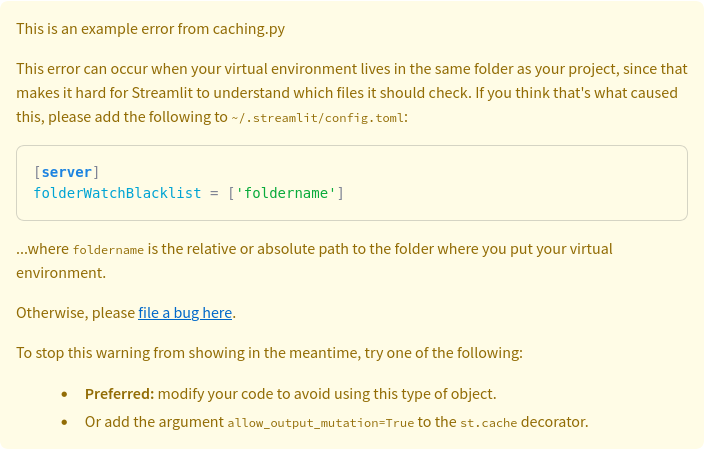 This is an example error from caching.py
This error can occur when your virtual environment lives in the same folder as your project, since that
makes it hard for Streamlit to understand which files it should check. If you think that's what caused
this, please add the following to ~/.streamlit/config.toml:
[server]
folderWatchBlacklist = ['foldername']
...where foldername is the relative or absolute path to the folder where you put your virtual
environment.
Otherwise, please file a bug here.
To stop this warning from showing in the meantime, try one of the following:
• Preferred: modify your code to avoid using this type of object.
• Or add the argument allow_output_mutation=True to the st.cache decorator.